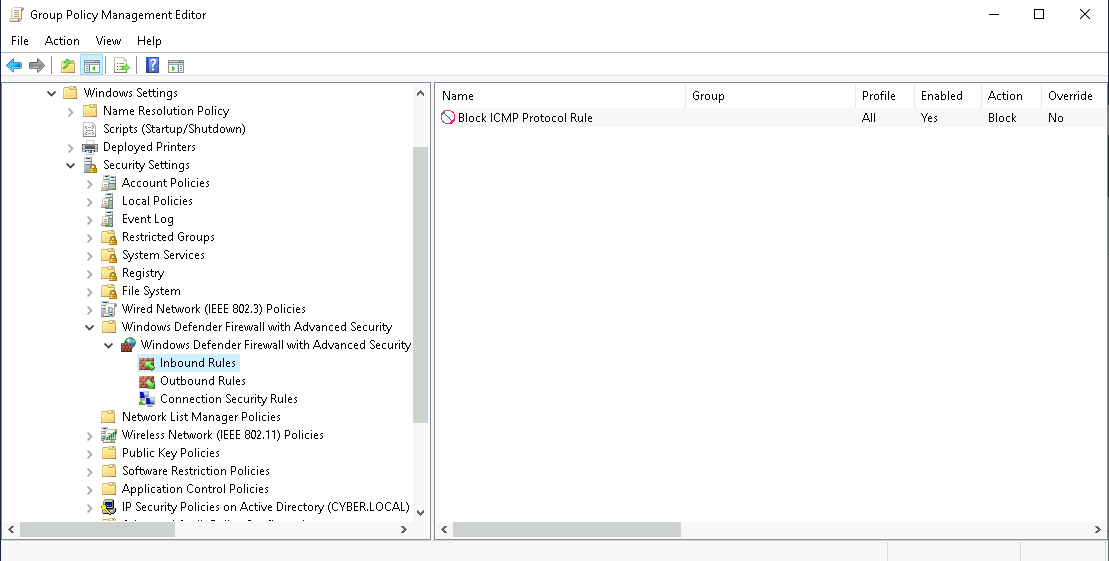 Group Policy Management Editor
File Action View Help
Windows Settings
Name Resolution Policy
Scripts (Startup/Shutdown)
Deployed Printers
Security Settings
Account Policies
Local Policies
Event Log
Restricted Groups
System Services
Registry
File System
Wired Network (IEEE 802.3) Policies
Windows Defender Firewall with Advanced Security
Windows Defender Firewall with Advanced Security
Inbound Rules
Outbound Rules
Connection Security Rules
Network List Manager Policies
Wireless Network (IEEE 802.11) Policies
Public Key Policies
Software Restriction Policies
Application Control Policies
IP Security Policies on Active Directory (CYBER.LOCAL)
Name Group Profile Enabled Action Override
Block ICMP Protocol Rule All Yes Block No